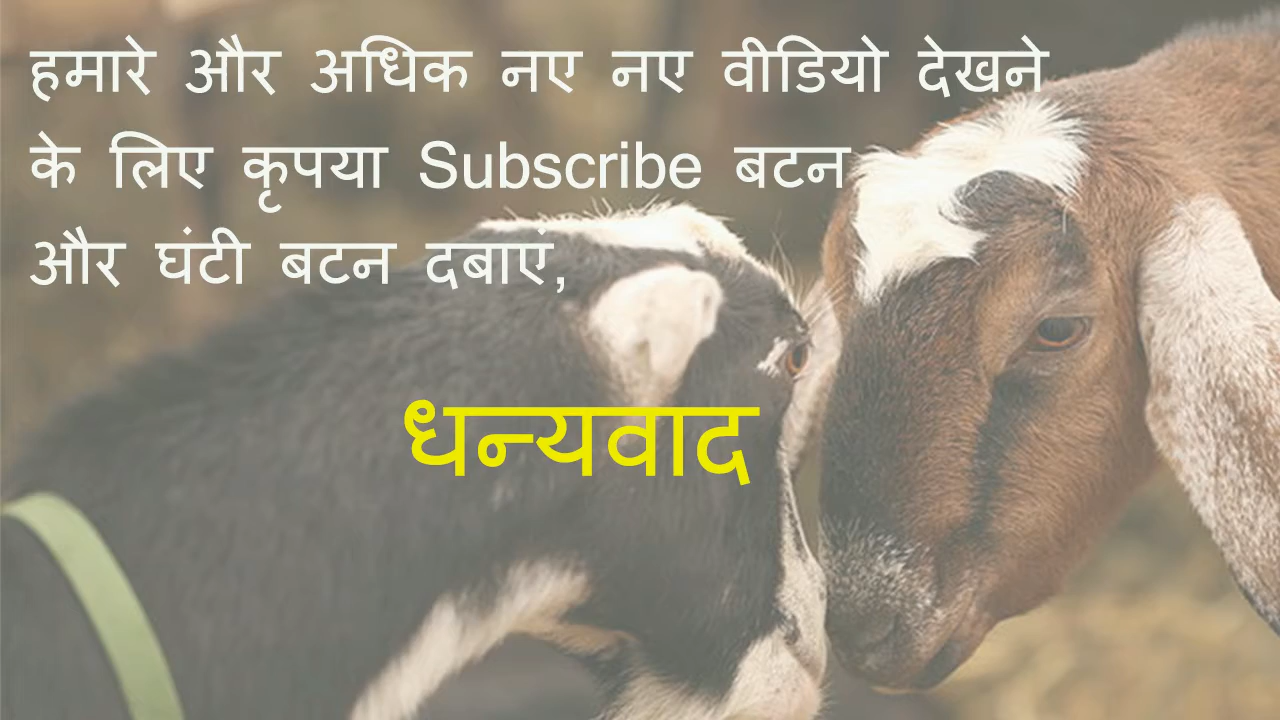 हमारे और अधिक नए नए वीडियो देखने
के लिए कृपया Subscribe बटन
और घंटी बटन दबाएं,
धन्यवाद